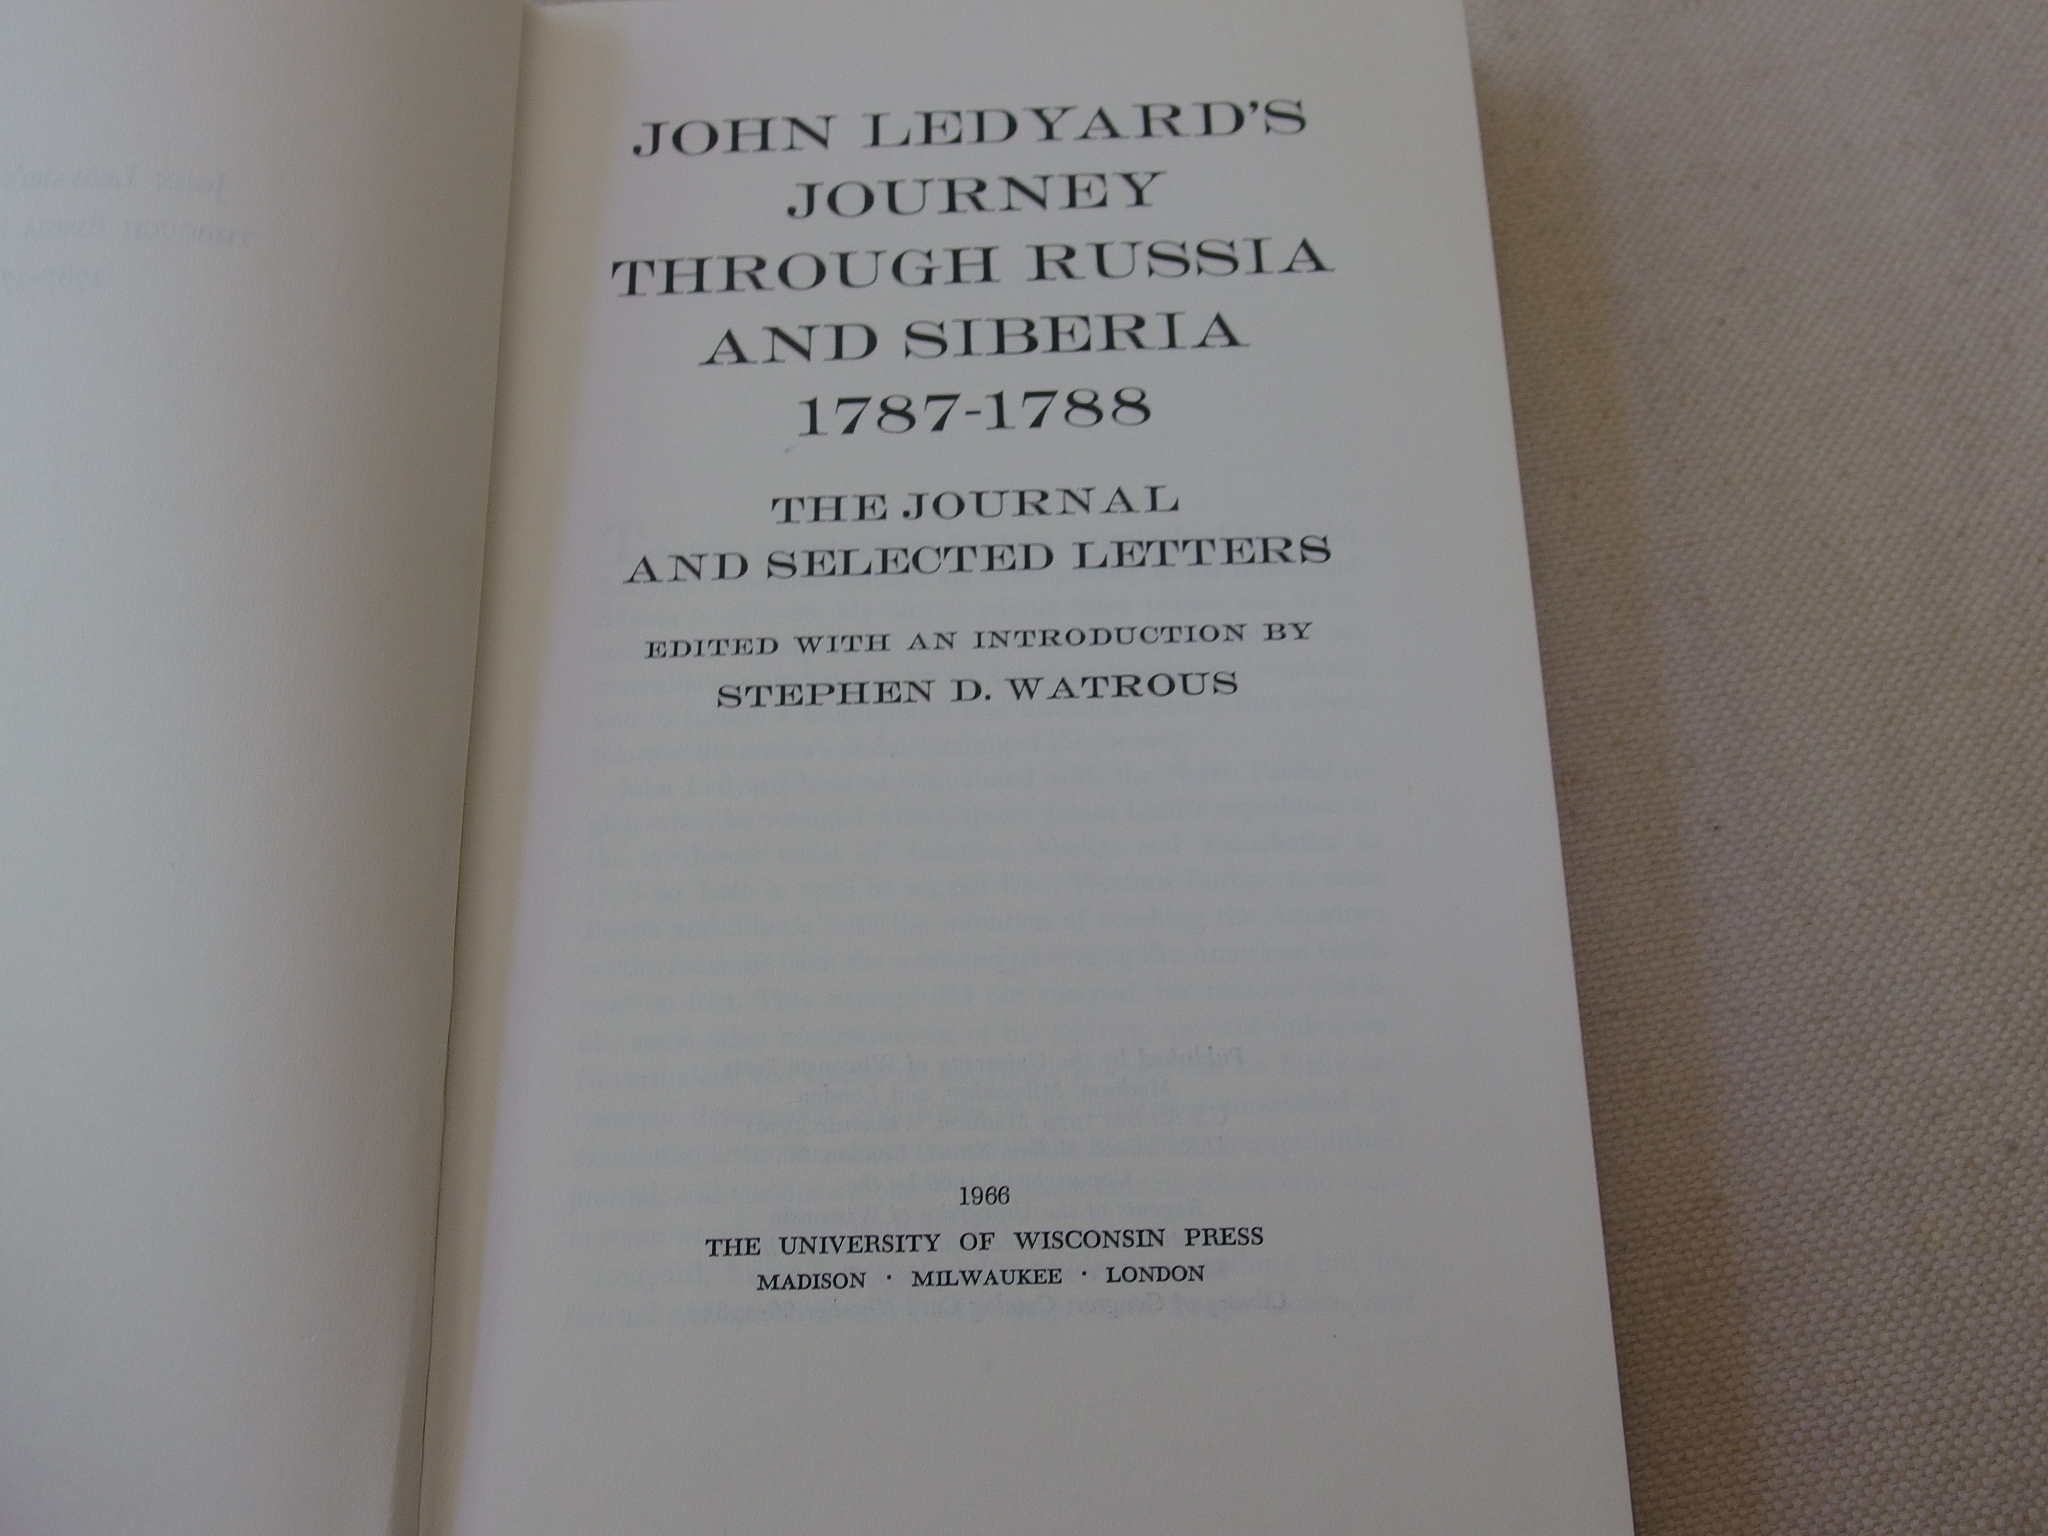 JOHN LEDYARD'S
JOURNEY
THROUGH RUSSIA
AND SIBERIA
1787-1788
THE JOURNAL
AND SELECTED LETTERS
EDITED WITH AN INTRODUCTION BY
STEPHEN D. WATROUS
1966
THE UNIVERSITY OF WISCONSIN PRESS
MADISON · MILWAUKEE · LONDON